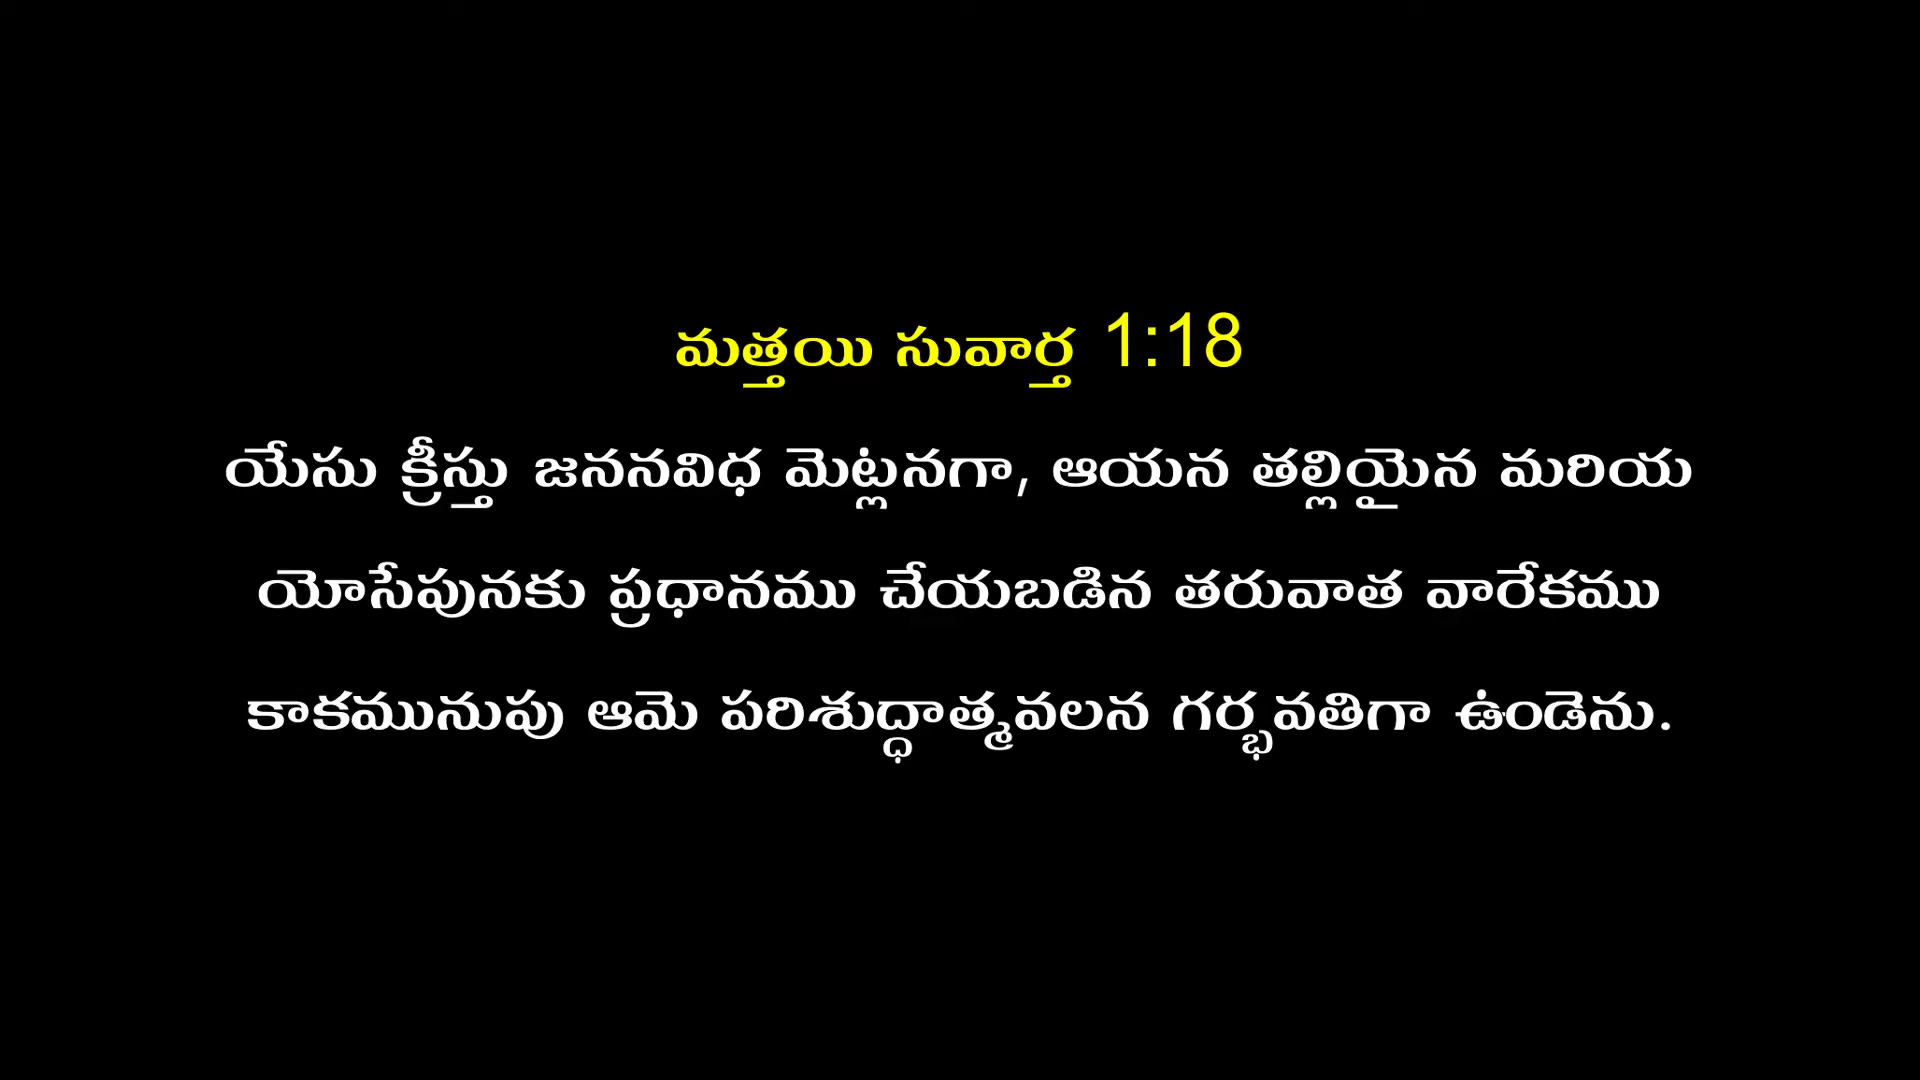 మత్తయి సువార్త 1:18
యేసు క్రీస్తు జననవిధ మెట్లనగా, ఆయన తల్లియైన మరియ
యోసేపునకు ప్రధానము చేయబడిన తరువాత వారేకము
కాకమునుపు ఆమె పరిశుద్ధాత్మవలన గర్భవతిగా ఉండెను.